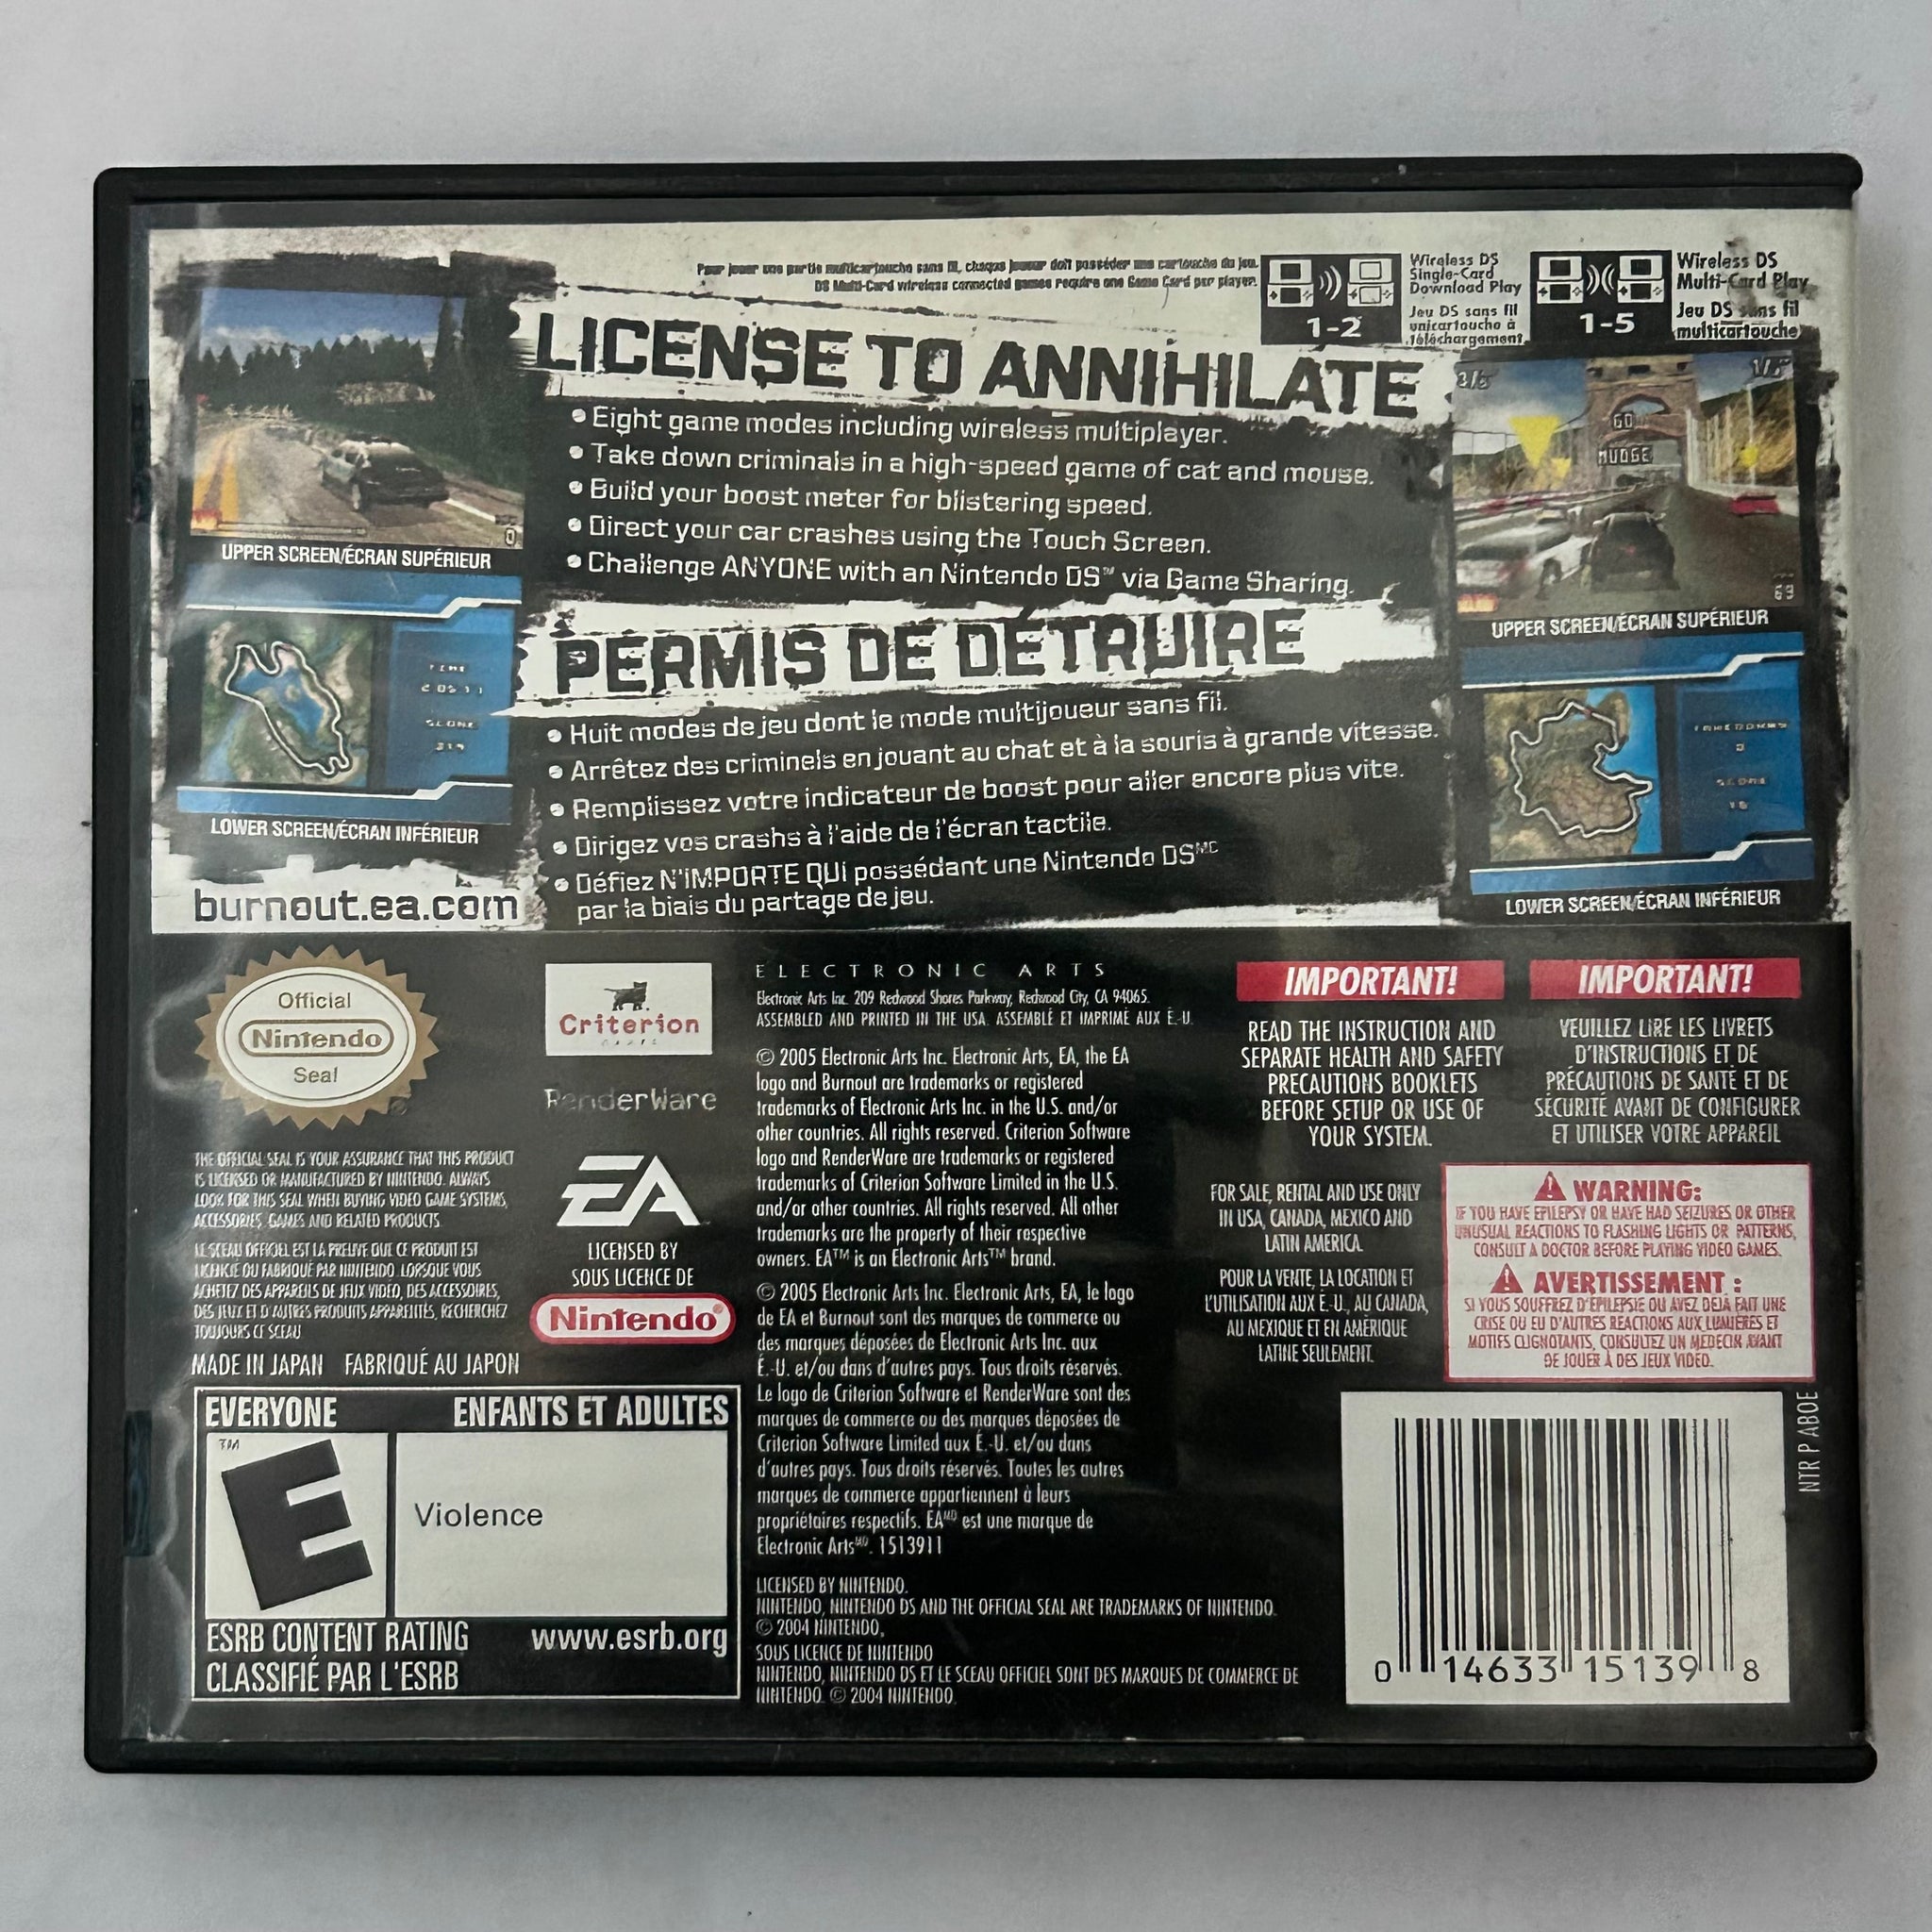 Pour jouer une partie multicartouche sans fil, chaque joueur doit posséder une cartouche du jeu.
DS Multi-Card wireless connected games require one Game Card per player.
1-2
Wireless DS
Single-Card
Download Play
Jeu DS sans fil
unicartouche à
téléchargement
1-5
Wireless DS
Multi-Card Play
Jeu DS sans fil
multicartouche
LICENSE TO ANNIHILATE
• Eight game modes including wireless multiplayer.
• Take down criminals in a high-speed game of cat and mouse.
• Build your boost meter for blistering speed.
• Direct your car crashes using the Touch Screen.
• Challenge ANYONE with an Nintendo DS™ via Game Sharing.
0
UPPER SCREEN/ÉCRAN SUPÉRIEUR
TIME
SCORE
LOWER SCREEN/ÉCRAN INFÉRIEUR
burnout.ea.com
PERMIS DE DÉTRUIRE
• Huit modes de jeu dont le mode multijoueur sans fil.
• Arrêtez des criminels en jouant au chat et à la souris à grande vitesse.
• Remplissez votre indicateur de boost pour aller encore plus vite.
• Dirigez vos crashs à l'aide de l'écran tactile.
• Défiez N'IMPORTE QUI possédant une Nintendo DSMC
par la biais du partage de jeu.
GO
NUDGE
69
UPPER SCREEN/ÉCRAN SUPÉRIEUR
TAKEDOWNS
SCORE
LOWER SCREEN/ÉCRAN INFÉRIEUR
Official
Nintendo
Seal
THE OFFICIAL SEAL IS YOUR ASSURANCE THAT THIS PRODUCT
IS LICENSED OR MANUFACTURED BY NINTENDO. ALWAYS
LOOK FOR THIS SEAL WHEN BUYING VIDEO GAME SYSTEMS,
ACCESSORIES, GAMES AND RELATED PRODUCTS.
LE SCEAU OFFICIEL EST LA PREUVE QUE CE PRODUIT EST
LICENCIÉ OU FABRIQUÉ PAR NINTENDO. LORSQUE VOUS
ACHETEZ DES APPAREILS DE JEUX VIDÉO, DES ACCESSOIRES,
DES JEUX ET D'AUTRES PRODUITS APPARENTÉS, RECHERCHEZ
TOUJOURS CE SCEAU
MADE IN JAPAN FABRIQUÉ AU JAPON
Criterion
GAMES
RenderWare
EA
LICENSED BY
SOUS LICENCE DE
Nintendo®
EVERYONE ENFANTS ET ADULTES
™
E
Violence
ESRB CONTENT RATING www.esrb.org
CLASSIFIÉ PAR L'ESRB
ELECTRONIC ARTS
Electronic Arts Inc. 209 Redwood Shores Parkway, Redwood City, CA 94065.
ASSEMBLED AND PRINTED IN THE USA. ASSEMBLÉ ET IMPRIMÉ AUX É.-U.
© 2005 Electronic Arts Inc. Electronic Arts, EA, the EA
logo and Burnout are trademarks or registered
trademarks of Electronic Arts Inc. in the U.S. and/or
other countries. All rights reserved. Criterion Software
logo and RenderWare are trademarks or registered
trademarks of Criterion Software Limited in the U.S.
and/or other countries. All rights reserved. All other
trademarks are the property of their respective
owners. EA™ is an Electronic Arts™ brand.
© 2005 Electronic Arts Inc. Electronic Arts, EA, le logo
de EA et Burnout sont des marques de commerce ou
des marques déposées de Electronic Arts Inc. aux
É.-U. et/ou dans d'autres pays. Tous droits réservés.
Le logo de Criterion Software et RenderWare sont des
marques de commerce ou des marques déposées de
Criterion Software Limited aux É.-U. et/ou dans
d'autres pays. Tous droits réservés. Toutes les autres
marques de commerce appartiennent à leurs
propriétaires respectifs. EAMD est une marque de
Electronic ArtsMD. 1513911
LICENSED BY NINTENDO.
NINTENDO, NINTENDO DS AND THE OFFICIAL SEAL ARE TRADEMARKS OF NINTENDO.
© 2004 NINTENDO.
SOUS LICENCE DE NINTENDO
NINTENDO, NINTENDO DS ET LE SCEAU OFFICIEL SONT DES MARQUES DE COMMERCE DE
NINTENDO. © 2004 NINTENDO.
IMPORTANT!
READ THE INSTRUCTION AND
SEPARATE HEALTH AND SAFETY
PRECAUTIONS BOOKLETS
BEFORE SETUP OR USE OF
YOUR SYSTEM.
IMPORTANT!
VEUILLEZ LIRE LES LIVRETS
D'INSTRUCTIONS ET DE
PRÉCAUTIONS DE SANTÉ ET DE
SÉCURITÉ AVANT DE CONFIGURER
ET UTILISER VOTRE APPAREIL
FOR SALE, RENTAL AND USE ONLY
IN USA, CANADA, MEXICO AND
LATIN AMERICA.
POUR LA VENTE, LA LOCATION ET
L'UTILISATION AUX É.-U., AU CANADA,
AU MEXIQUE ET EN AMÉRIQUE
LATINE SEULEMENT.
WARNING:
IF YOU HAVE EPILEPSY OR HAVE HAD SEIZURES OR OTHER
UNUSUAL REACTIONS TO FLASHING LIGHTS OR PATTERNS,
CONSULT A DOCTOR BEFORE PLAYING VIDEO GAMES.
AVERTISSEMENT :
SI VOUS SOUFFREZ D'ÉPILEPSIE OU AVEZ DÉJÀ FAIT UNE
CRISE OU EU D'AUTRES RÉACTIONS AUX LUMIÈRES ET
MOTIFS CLIGNOTANTS, CONSULTEZ UN MÉDECIN AVANT
DE JOUER À DES JEUX VIDÉO.
NTR P ABOE
0 14633 15139 8